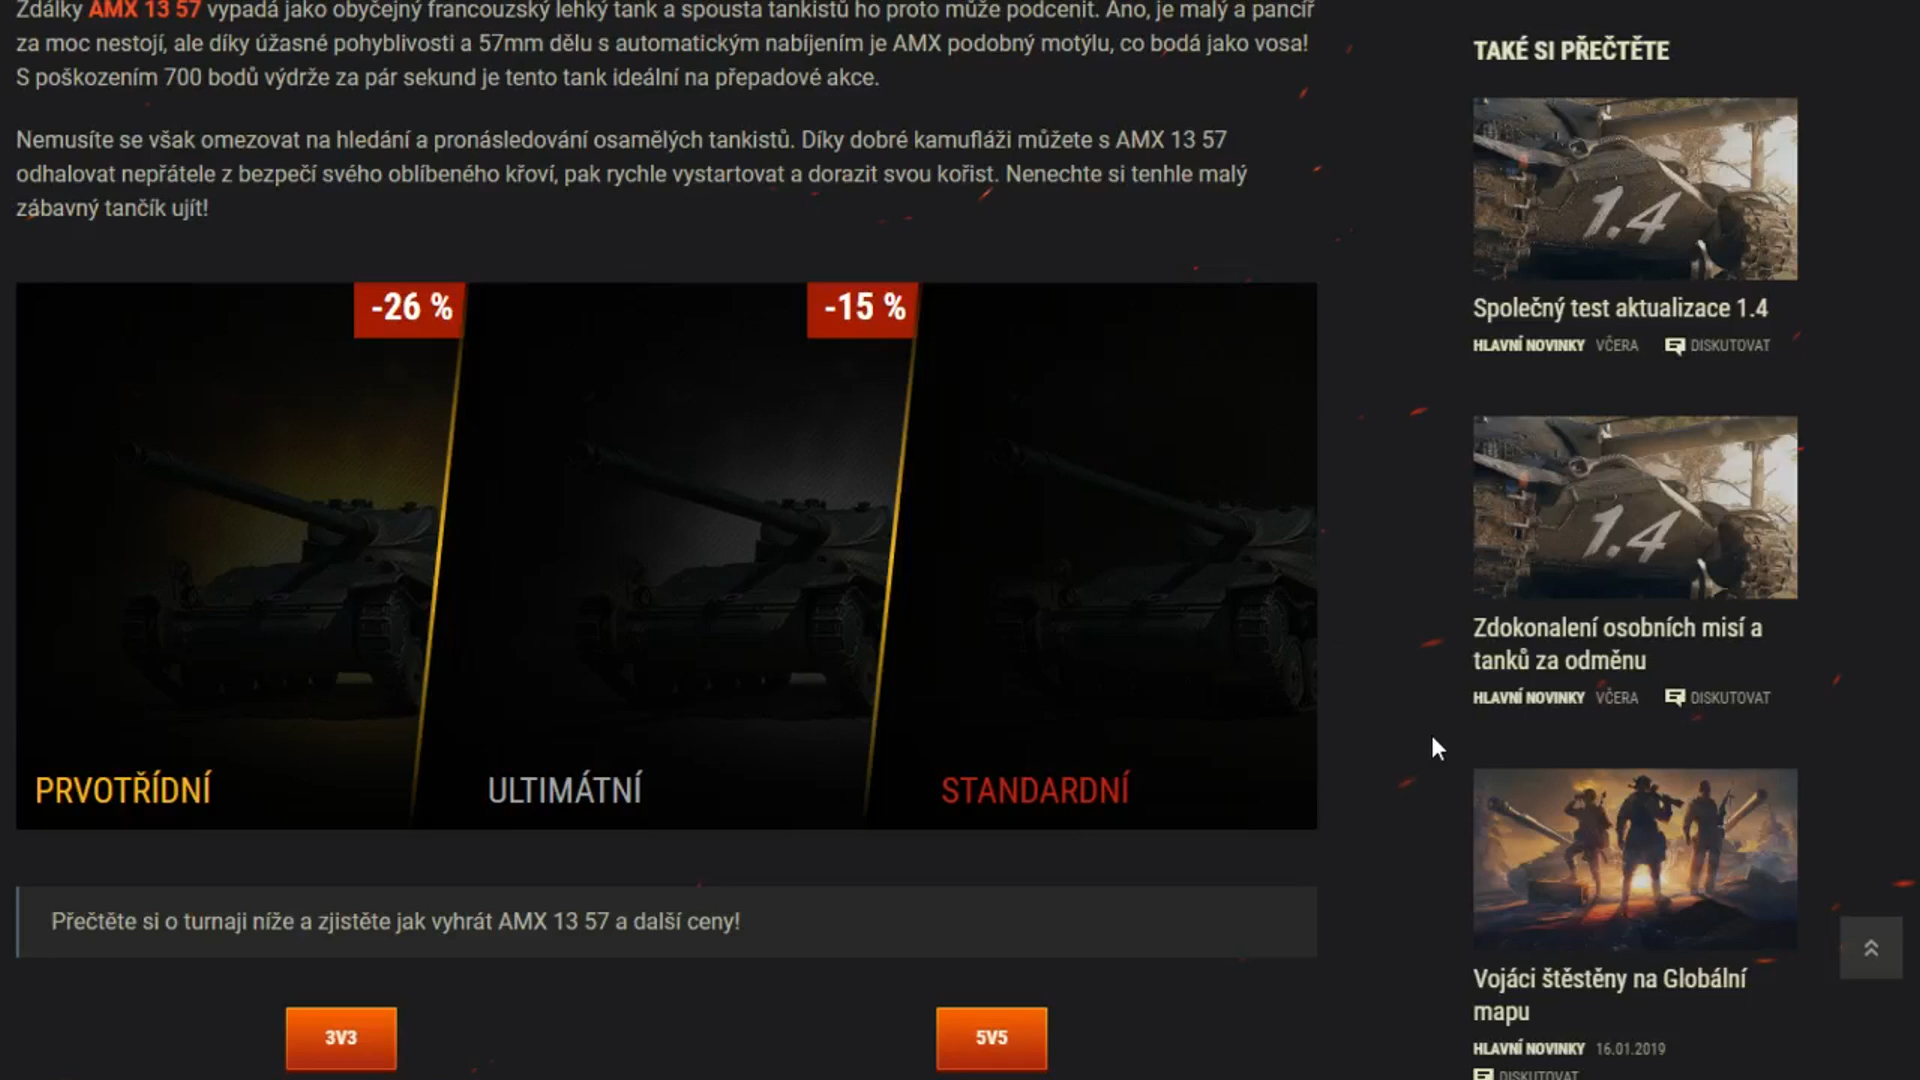 Zdálky AMX 13 57 vypadá jako obyčejný francouzský lehký tank a spousta tankistů ho proto může podcenit. Ano, je malý a pancíř
za moc nestojí, ale díky úžasné pohyblivosti a 57mm dělu s automatickým nabíjením je AMX podobný motýlu, co bodá jako vosa!
S poškozením 700 bodů výdrže za pár sekund je tento tank ideální na přepadové akce.
Nemusíte se však omezovat na hledání a pronásledování osamělých tankistů. Díky dobré kamufláži můžete s AMX 13 57
odhalovat nepřátele z bezpečí svého oblíbeného křoví, pak rychle vystartovat a dorazit svou kořist. Nenechte si tenhle malý
zábavný tančík ujít!
-26 %
-15 %
PRVOTŘÍDNÍ
ULTIMÁTNÍ
STANDARDNÍ
Přečtěte si o turnaji níže a zjistěte jak vyhrát AMX 13 57 a další ceny!
3V3
5V5
TAKÉ SI PŘEČTĚTE
1.4
Společný test aktualizace 1.4
HLAVNÍ NOVINKY VČERA DISKUTOVAT
1.4
Zdokonalení osobních misí a
tanků za odměnu
HLAVNÍ NOVINKY VČERA DISKUTOVAT
Vojáci štěstěny na Globální
mapu
HLAVNÍ NOVINKY 16.01.2019
DISKUTOVAT